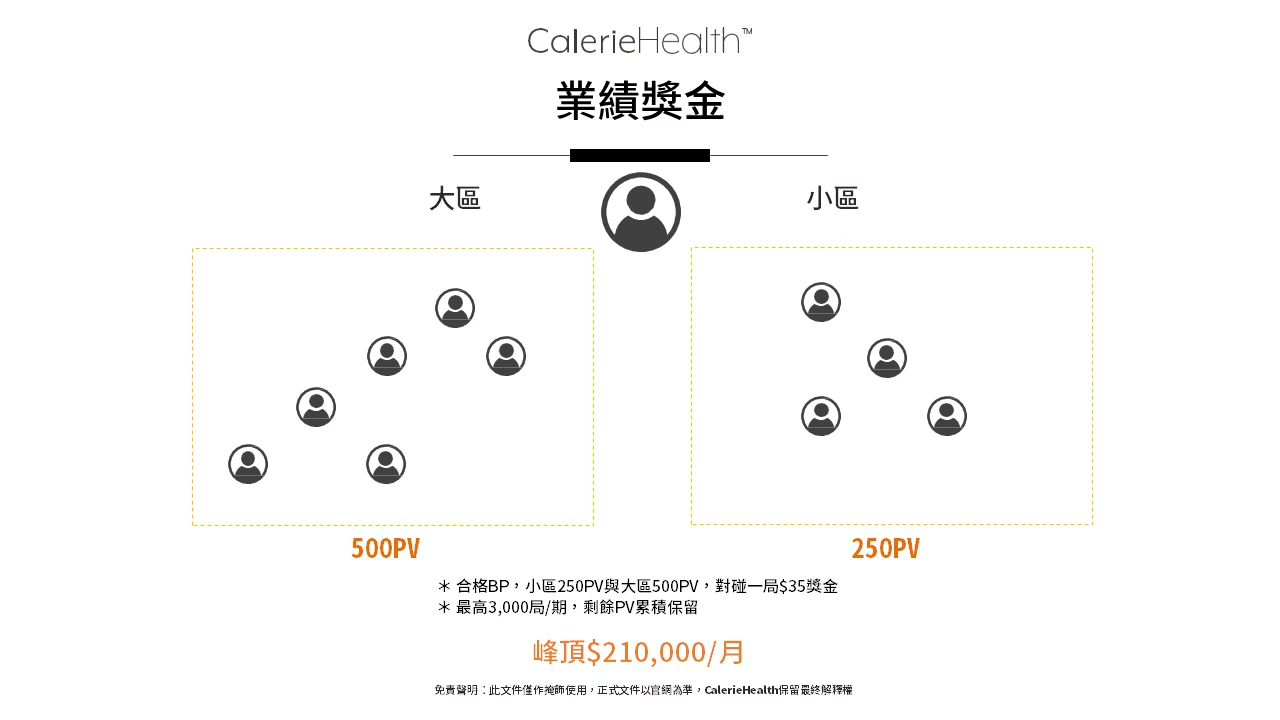 CalerieHealth™
業績獎金
大區
小區
500PV
250PV
＊ 合格BP，小區250PV與大區500PV，對碰一局$35獎金
＊ 最高3,000局/期，剩餘PV累積保留
峰頂$210,000/月
免責聲明：此文件僅作掩飾使用，正式文件以官網為準，CalerieHealth保留最終解釋權